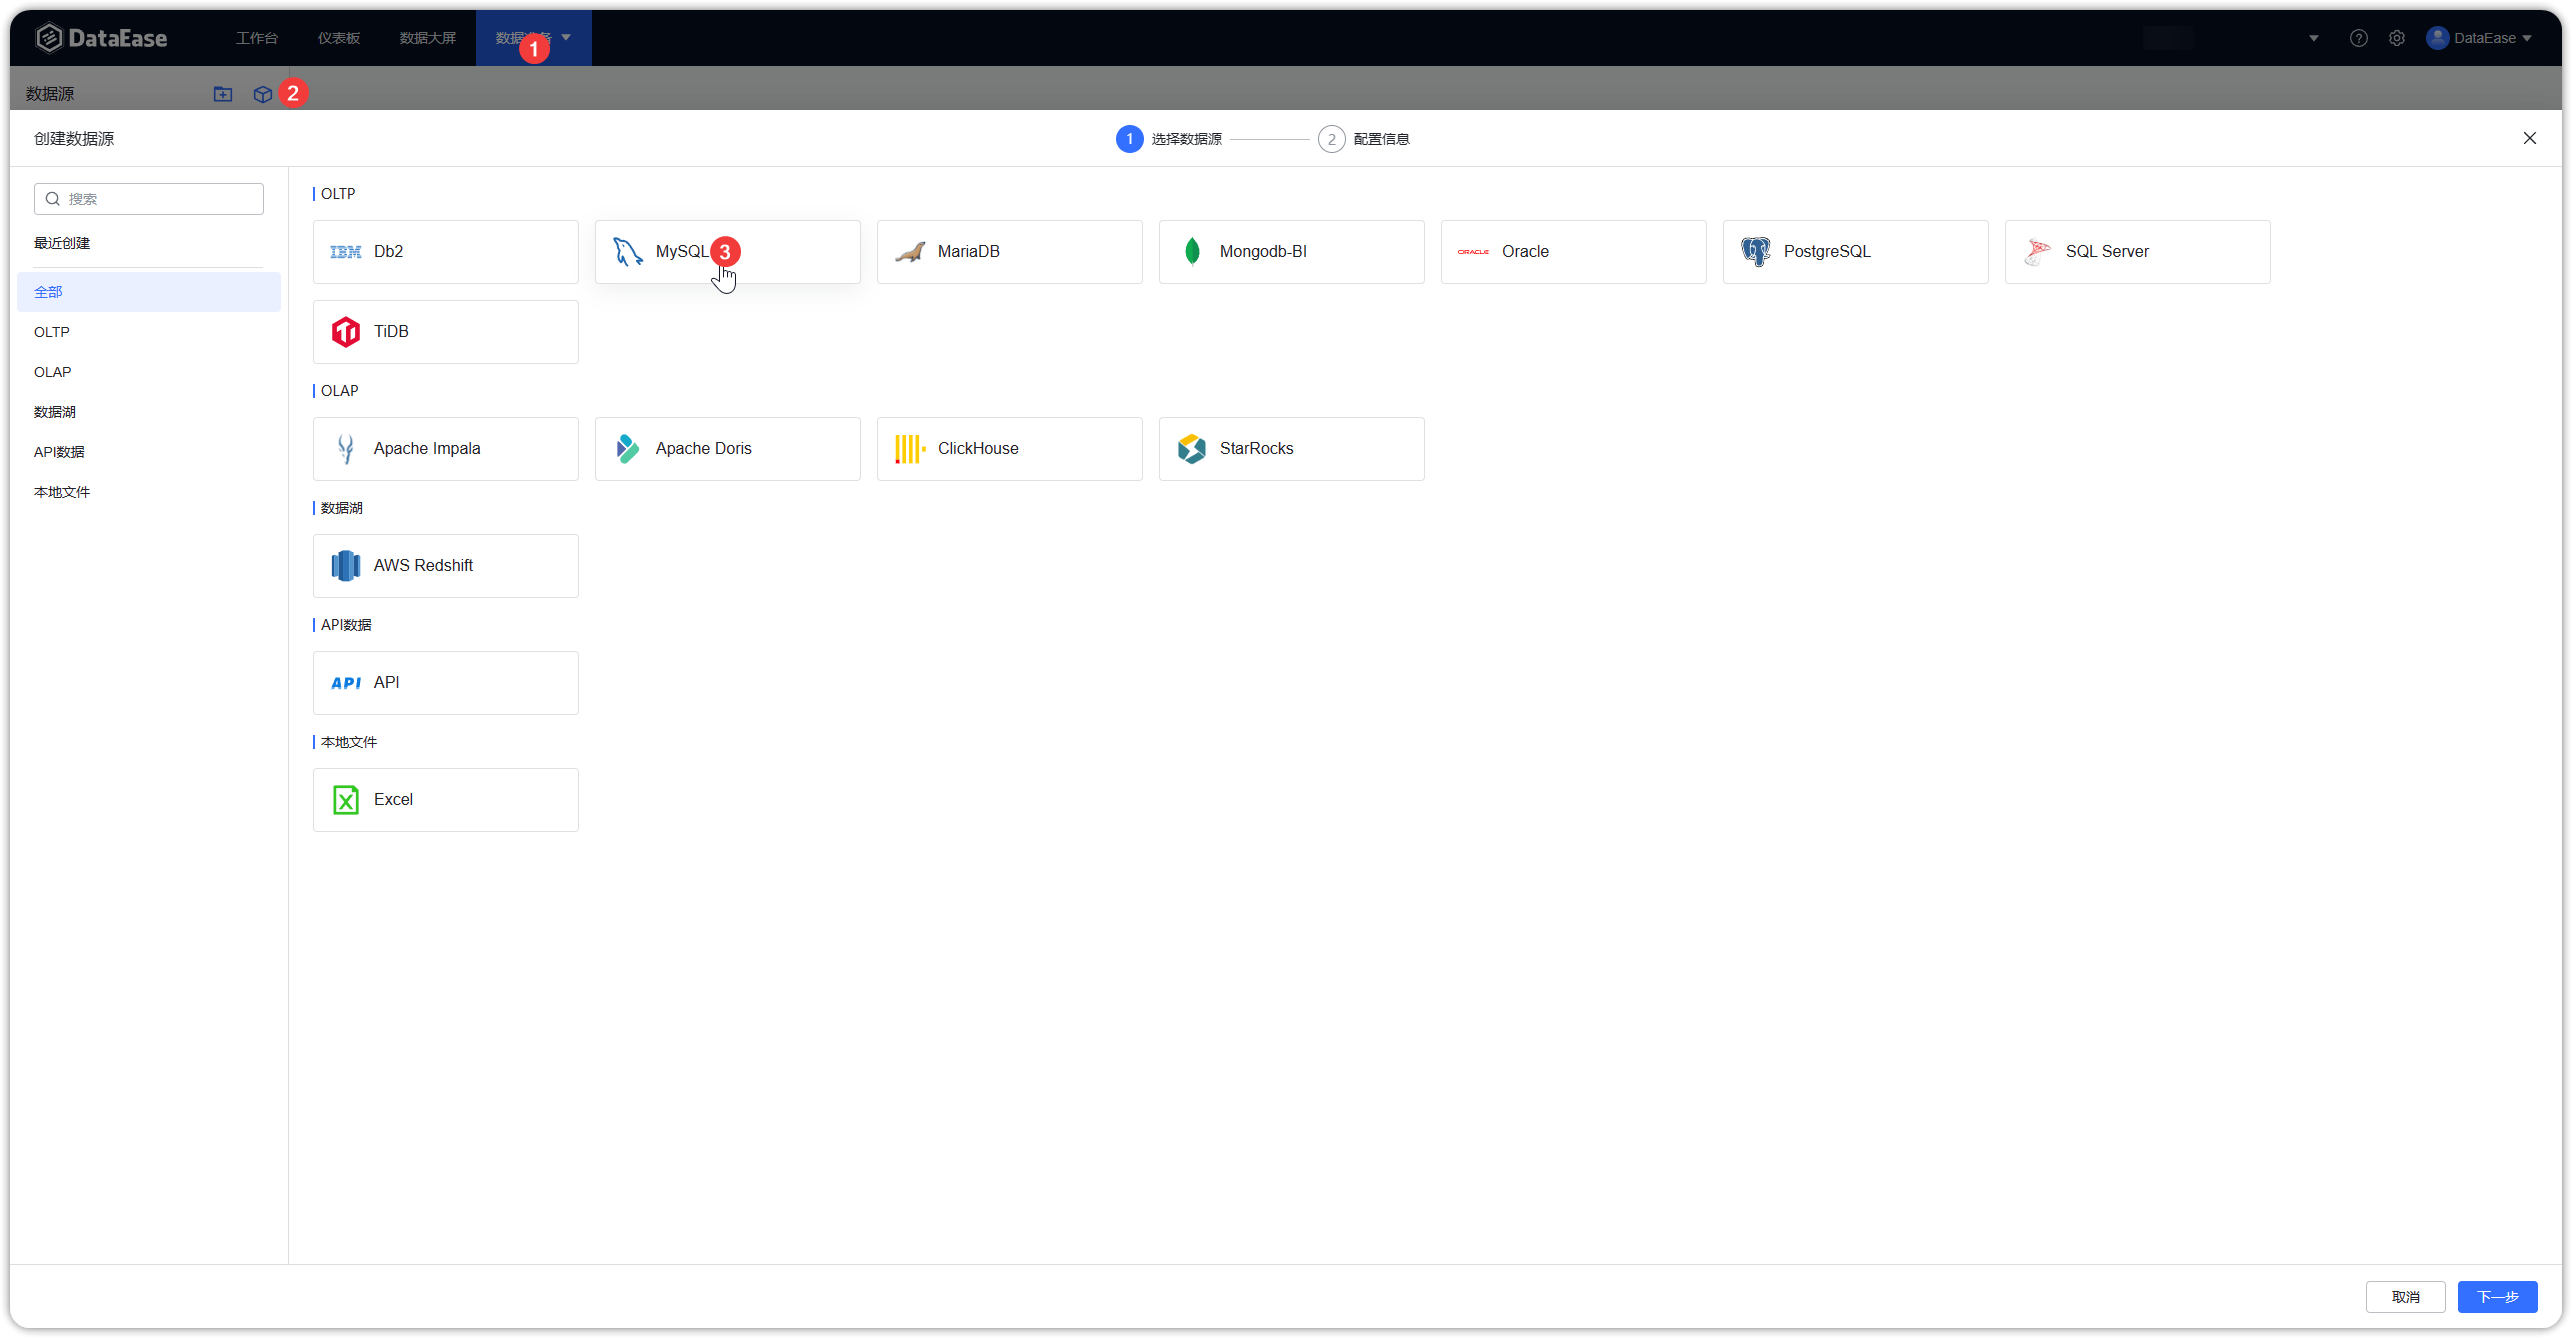 DataEase 工作台 仪表板 数据大屏 数据 1 DataEase
数据源 2
创建数据源 1 选择数据源 2 配置信息
搜索
最近创建
全部
OLTP
OLAP
数据湖
API数据
本地文件
OLTP
IBM Db2 MySQL 3 MariaDB Mongodb-BI ORACLE Oracle PostgreSQL SQL Server
TiDB
OLAP
Apache Impala Apache Doris ClickHouse StarRocks
数据湖
AWS Redshift
API数据
API API
本地文件
Excel
取消 下一步